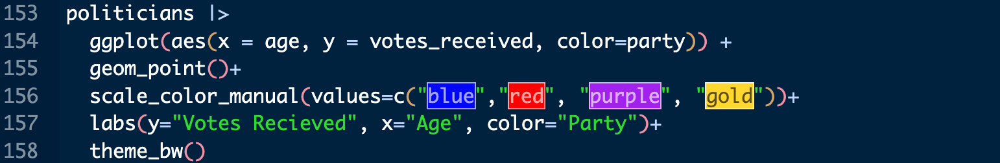 153 politicians |>
154 ggplot(aes(x = age, y = votes_received, color=party)) +
155 geom_point()+
156 scale_color_manual(values=c("blue","red", "purple", "gold"))+
157 labs(y="Votes Recieved", x="Age", color="Party")+
158 theme_bw()